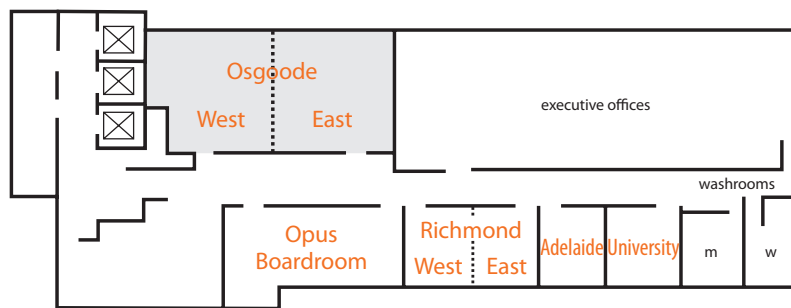 Osgoode
West
East
executive offices
washrooms
Opus
Boardroom
Richmond
West
East
Adelaide
University
m
w